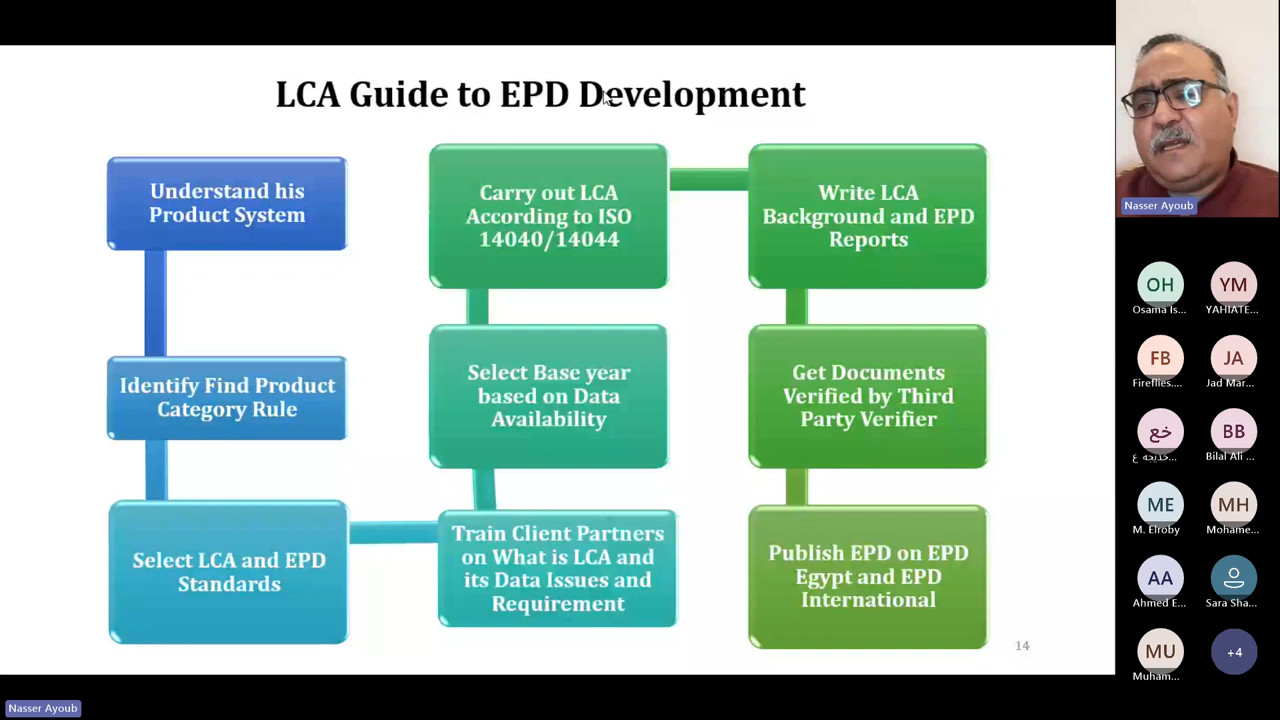 LCA Guide to EPD Development
Understand his
Product System
Identify Find Product
Category Rule
Select LCA and EPD
Standards
Train Client Partners
on What is LCA and
its Data Issues and
Requirement
Select Base year
based on Data
Availability
Carry out LCA
According to ISO
14040/14044
Write LCA
Background and EPD
Reports
Get Documents
Verified by Third
Party Verifier
Publish EPD on EPD
Egypt and EPD
International
14
Nasser Ayoub
OH
Osama Is...
YM
YAHIATE...
FB
Fireflies....
JA
Jad Mar...
خع
خديجه ع...
BB
Bilal Ali ...
ME
M. Elroby
MH
Mohame...
AA
Ahmed E...
Sara Sha...
MU
Muham...
+4
Nasser Ayoub